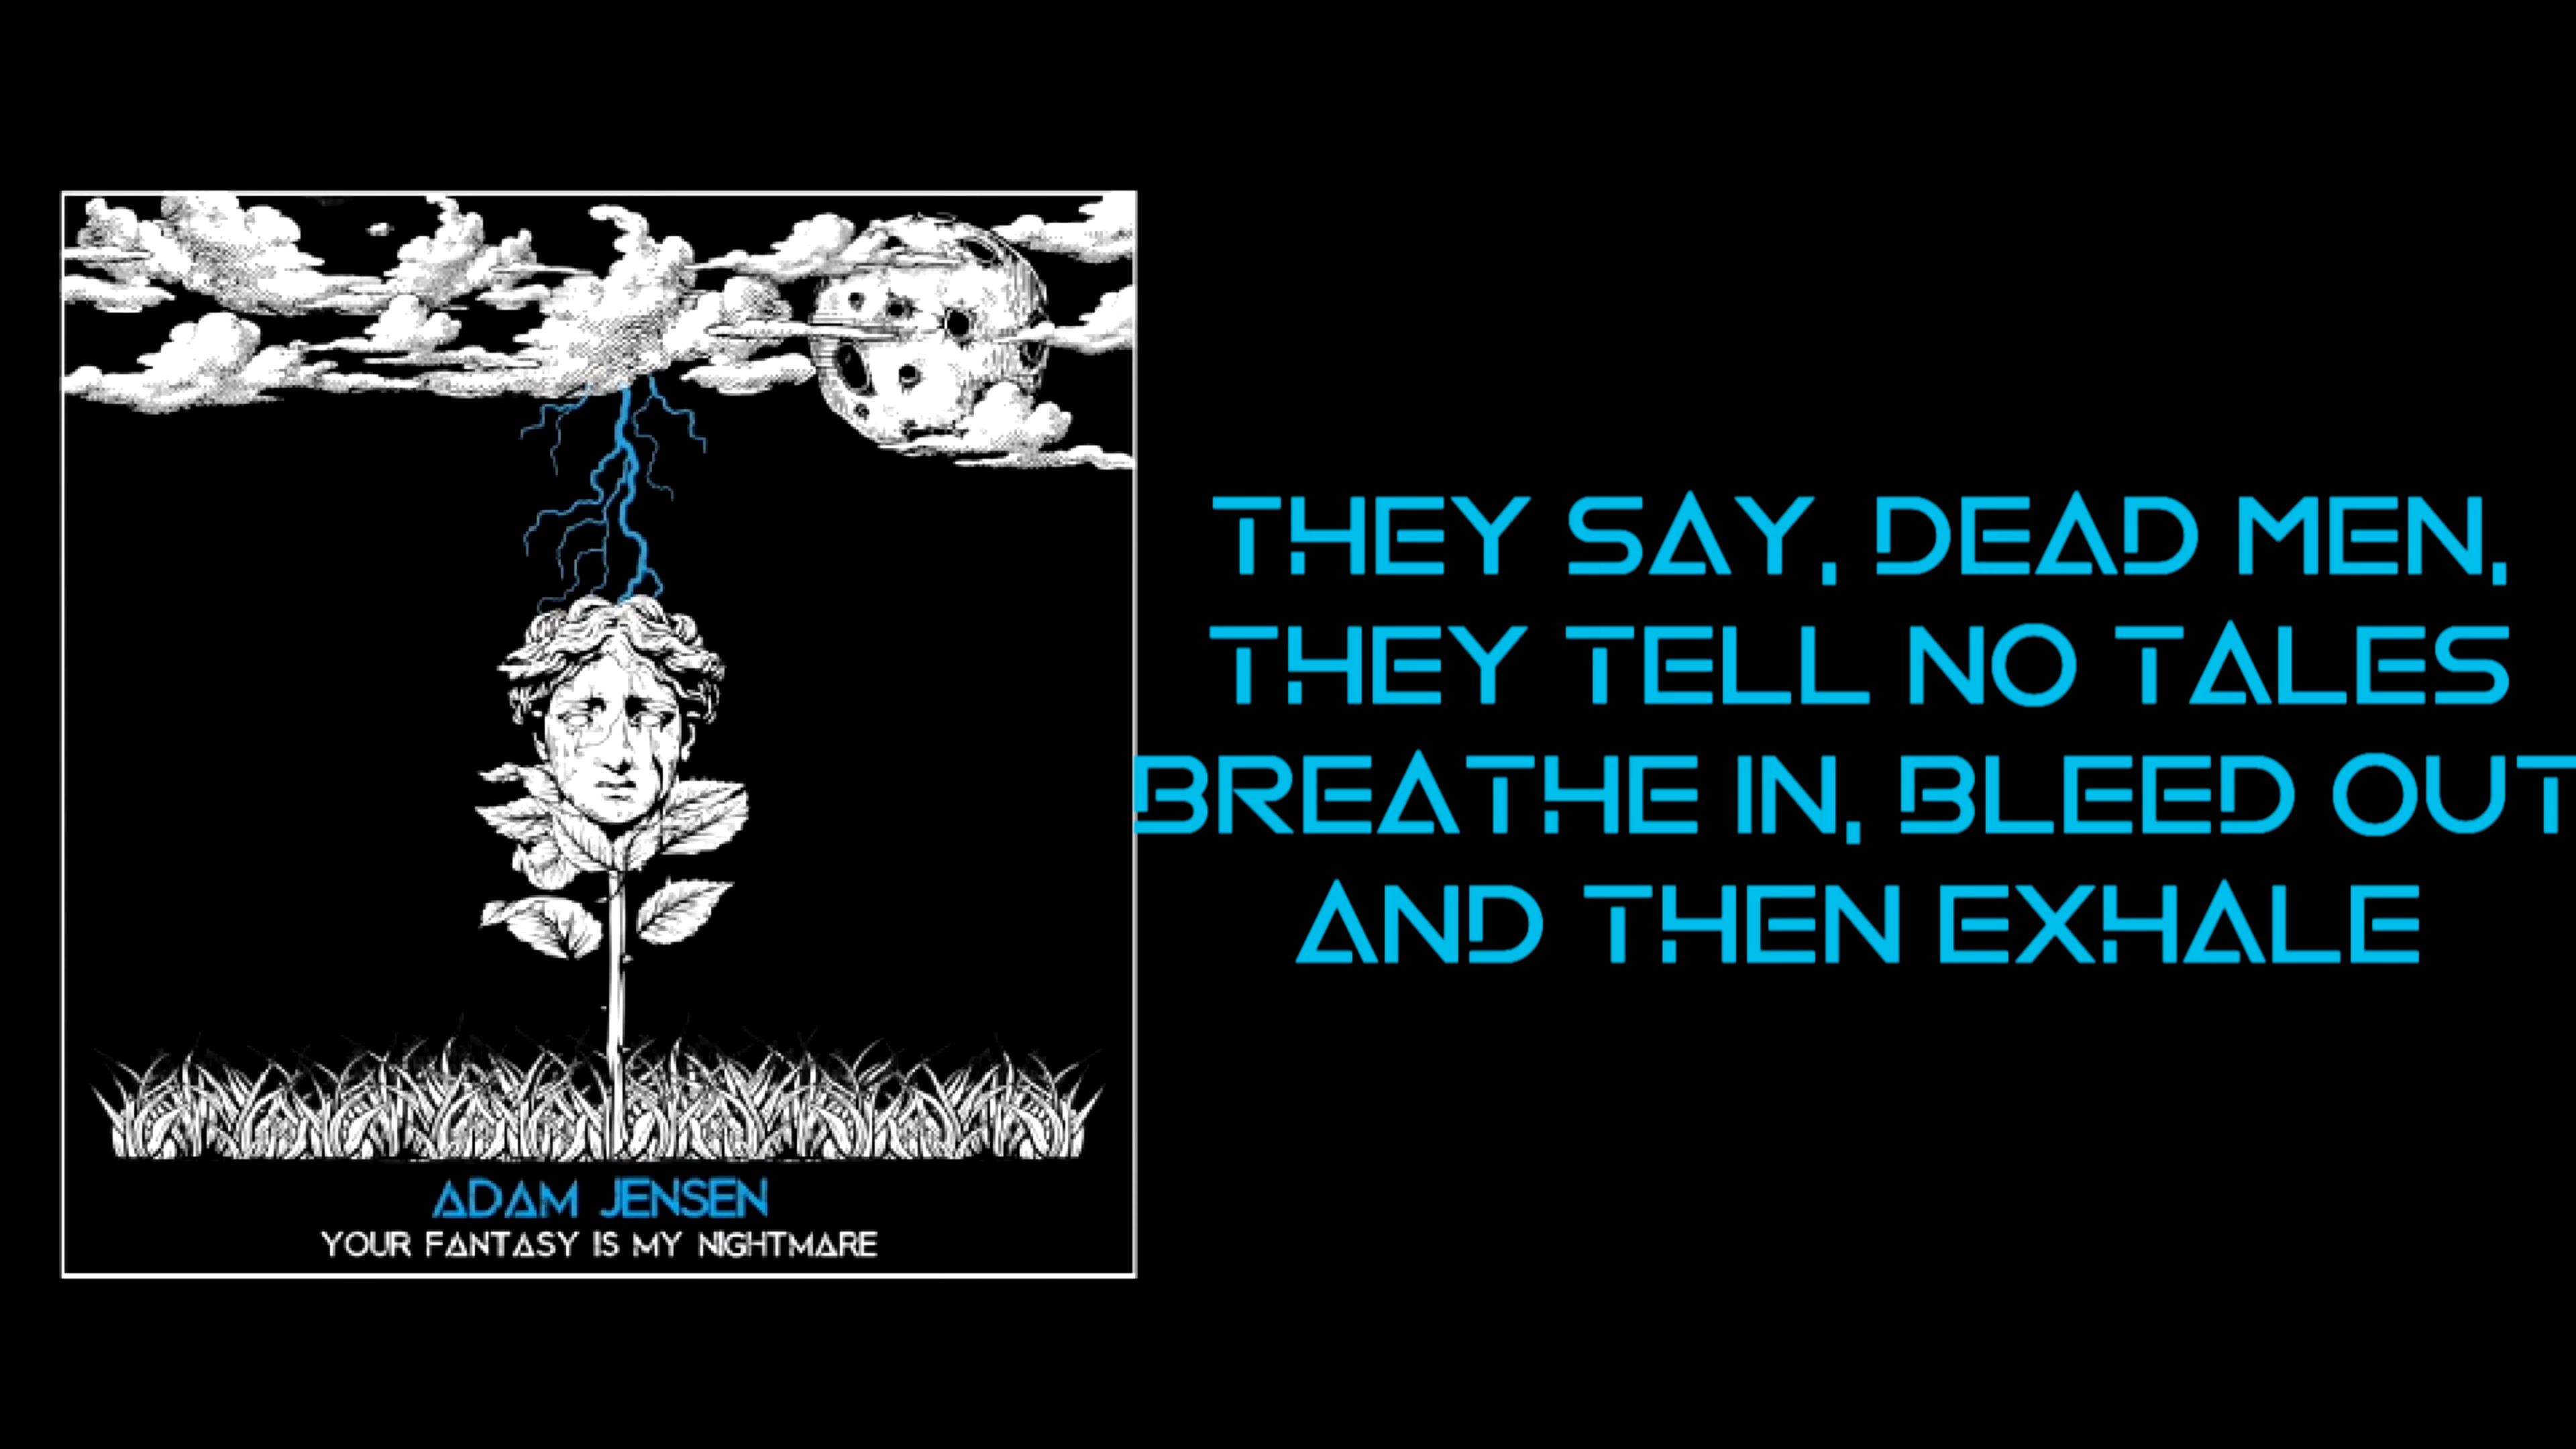 ADAM JENSEN
YOUR FANTASY IS MY NIGHTMARE
THEY SAY, DEAD MEN,
THEY TELL NO TALES
BREATHE IN, BLEED OUT
AND THEN EXHALE